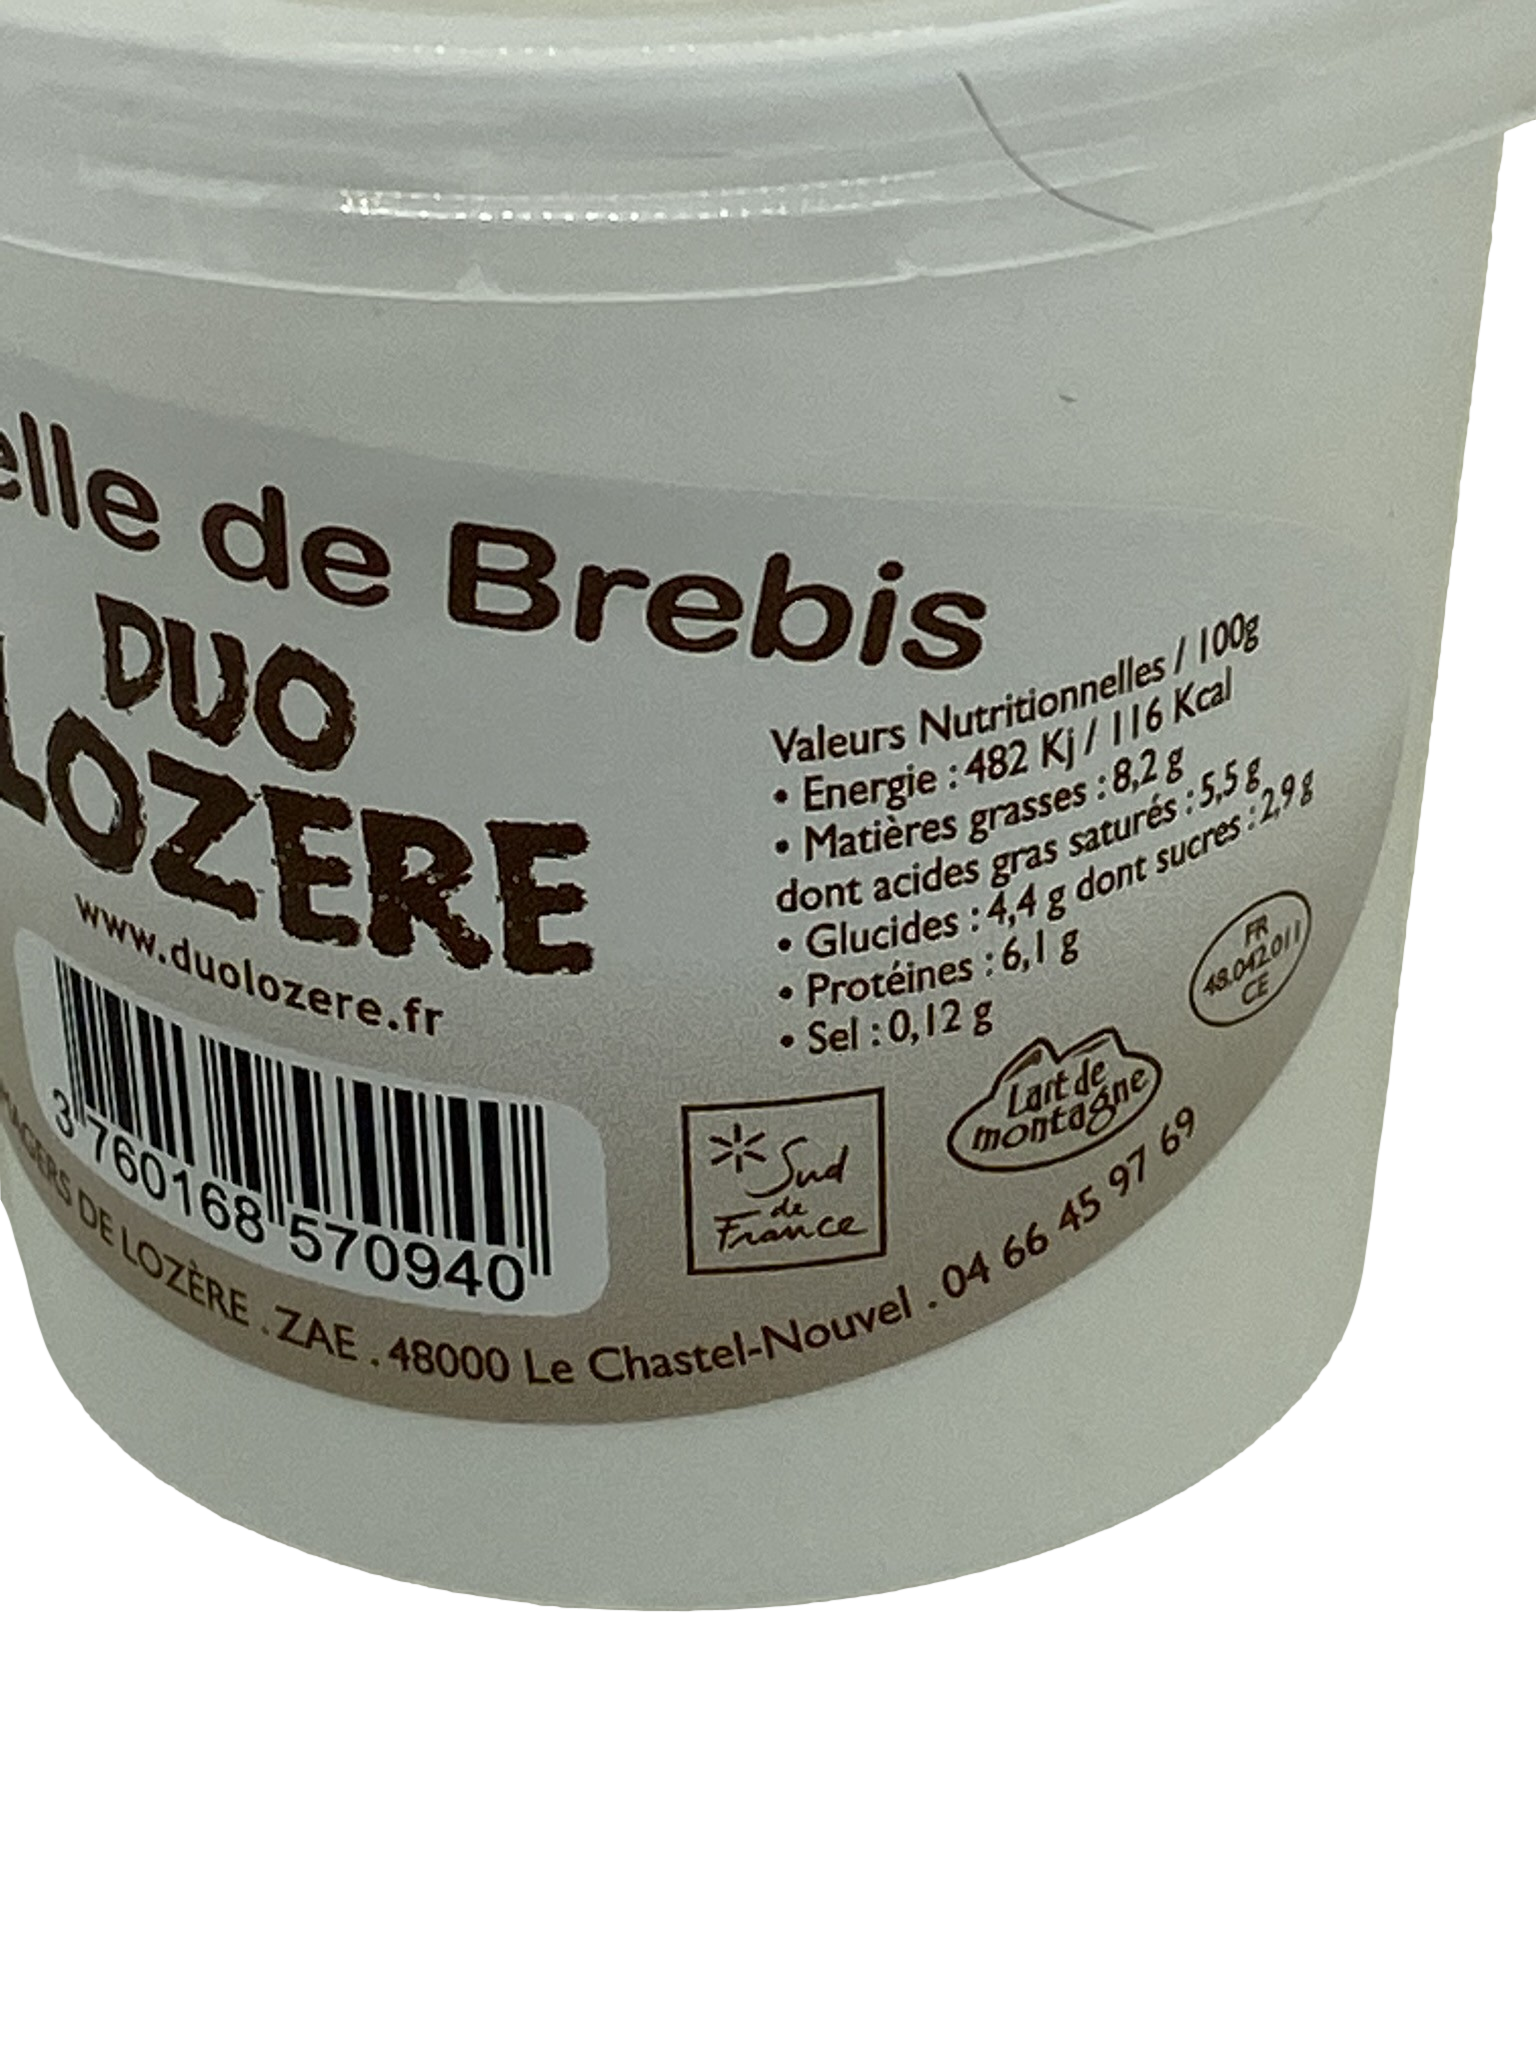 elle de Brebis
DUO
LOZERE
www.duolozere.fr
3 760168 570940
Valeurs Nutritionnelles / 100g
• Energie : 482 Kj / 116 Kcal
• Matières grasses : 8,2 g
dont acides gras saturés : 5,5 g
• Glucides : 4,4 g dont sucres : 2,9 g
• Protéines : 6,1 g
• Sel : 0,12 g
FR
48.042.011
CE
Sud
de
France
Lait de
montagne
MAGERS DE LOZÈRE . ZAE . 48000 Le Chastel-Nouvel . 04 66 45 97 69